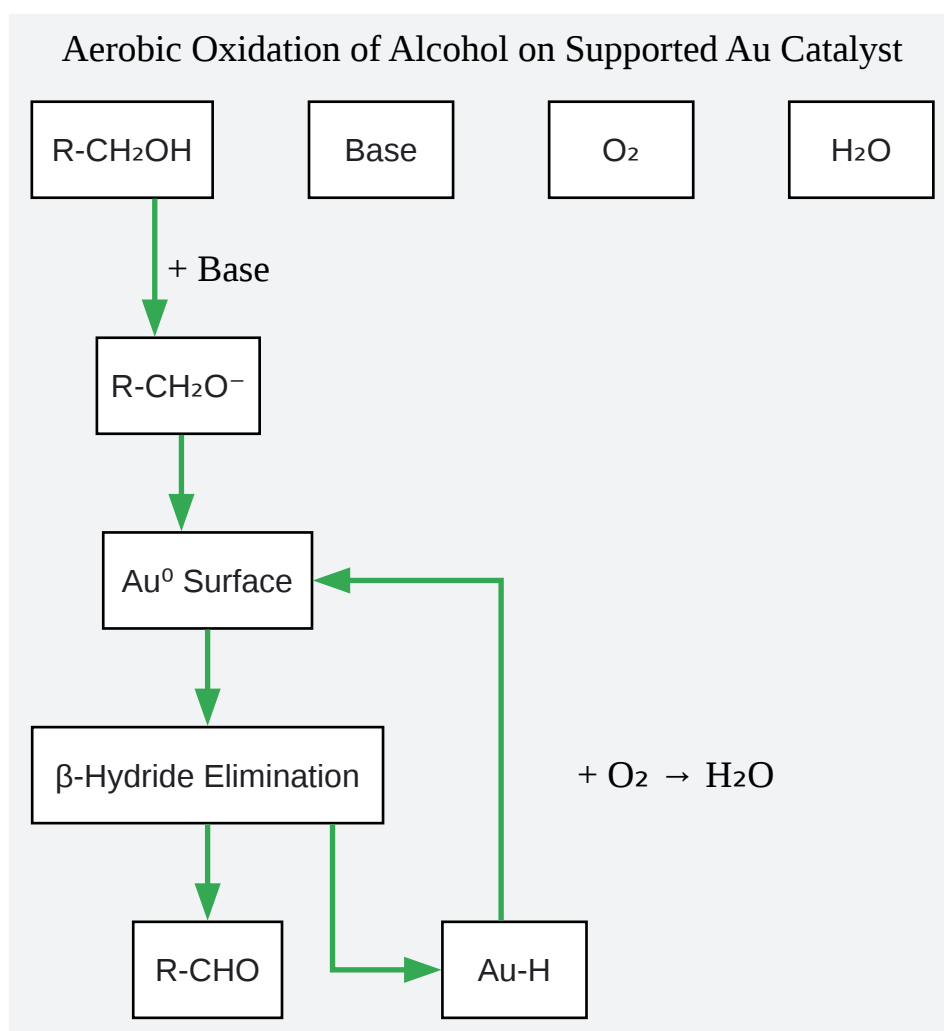 Aerobic Oxidation of Alcohol on Supported Au Catalyst
R-CH₂OH
Base
O₂
H₂O
+ Base
R-CH₂O⁻
Au⁰ Surface
β-Hydride Elimination
+ O₂ → H₂O
R-CHO
Au-H